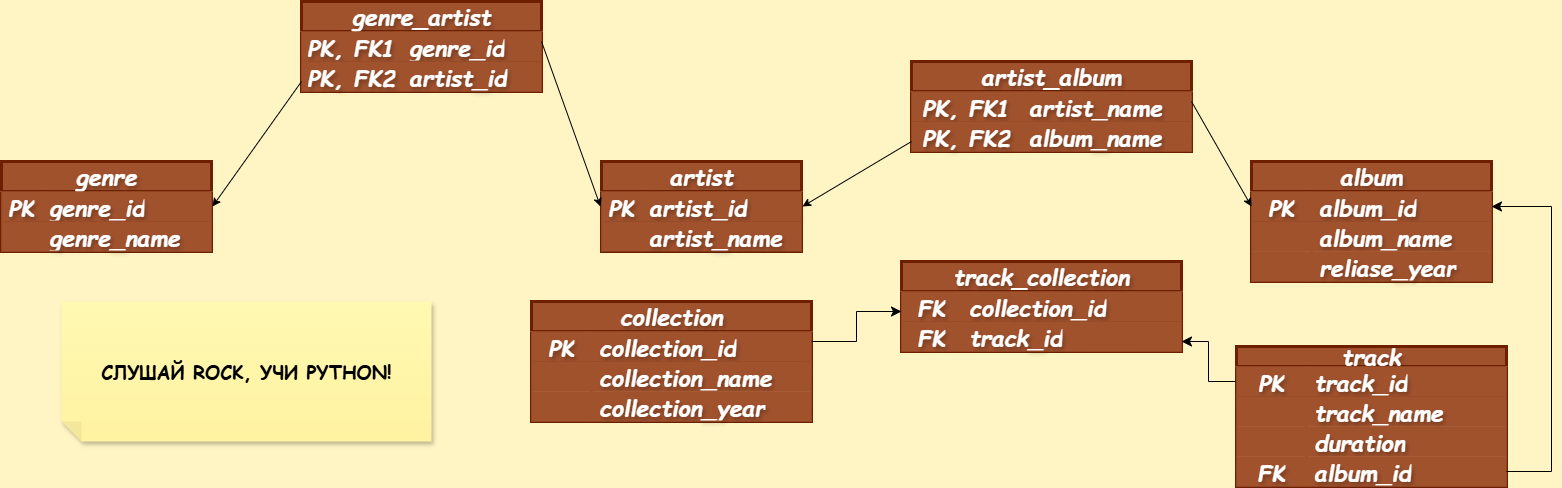 genre_artist
PK, FK1 genre_id
PK, FK2 artist_id
artist_album
PK, FK1 artist_name
PK, FK2 album_name
genre
PK genre_id
genre_name
artist
PK artist_id
artist_name
album
PK album_id
album_name
reliase_year
track_collection
FK collection_id
FK track_id
collection
PK collection_id
collection_name
collection_year
track
PK track_id
track_name
duration
FK album_id
СЛУШАЙ ROCK, УЧИ PYTHON!